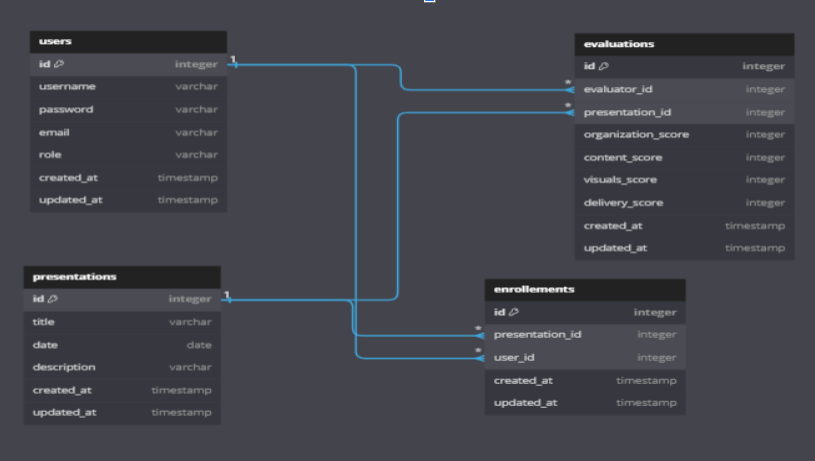 users
id integer
username varchar
password varchar
email varchar
role varchar
created_at timestamp
updated_at timestamp
1
evaluations
id integer
* evaluator_id integer
* presentation_id integer
organization_score integer
content_score integer
visuals_score integer
delivery_score integer
created_at timestamp
updated_at timestamp
presentations
id integer
title varchar
date date
description varchar
created_at timestamp
updated_at timestamp
1
enrollements
id integer
* presentation_id integer
* user_id integer
created_at timestamp
updated_at timestamp